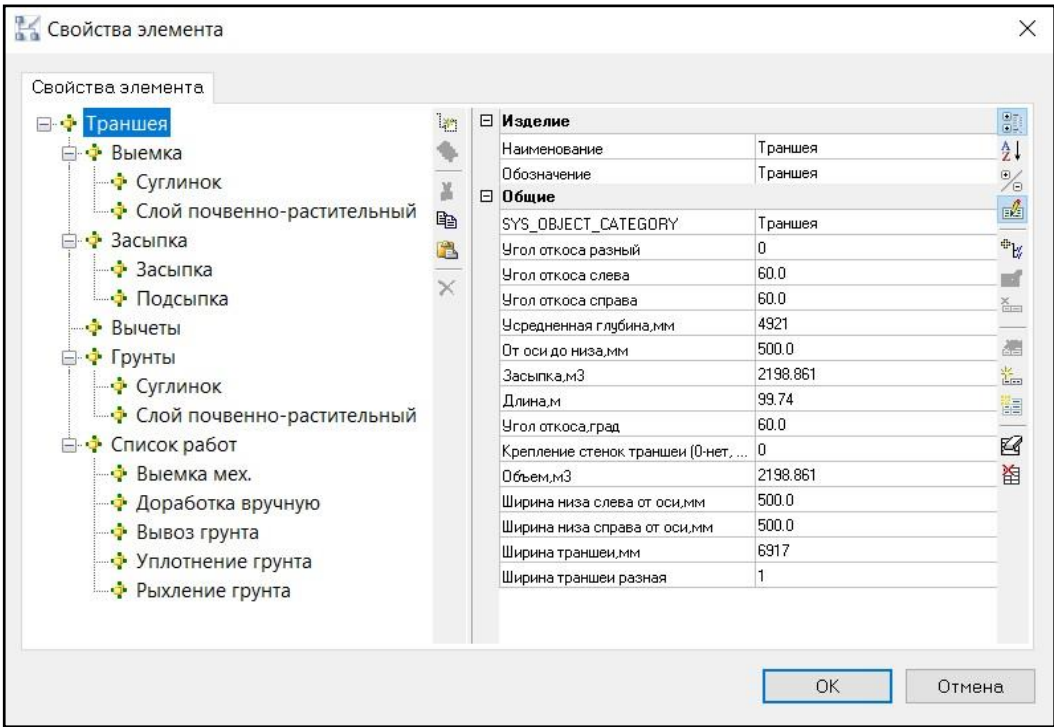 Свойства элемента
Свойства элемента
Траншея
Выемка
Суглинок
Слой почвенно-растительный
Засыпка
Засыпка
Подсыпка
Вычеты
Грунты
Суглинок
Слой почвенно-растительный
Список работ
Выемка мех.
Доработка вручную
Вывоз грунта
Уплотнение грунта
Рыхление грунта
Изделие
Наименование Траншея
Обозначение Траншея
Общие
SYS_OBJECT_CATEGORY Траншея
Угол откоса разный 0
Угол откоса слева 60.0
Угол откоса справа 60.0
Усредненная глубина,мм 4921
От оси до низа,мм 500.0
Засыпка,м3 2198.861
Длина,м 99.74
Угол откоса,град 60.0
Крепление стенок траншеи (0-нет, ... 0
Объем,м3 2198.861
Ширина низа слева от оси,мм 500.0
Ширина низа справа от оси,мм 500.0
Ширина траншеи,мм 6917
Ширина траншеи разная 1
OK Отмена